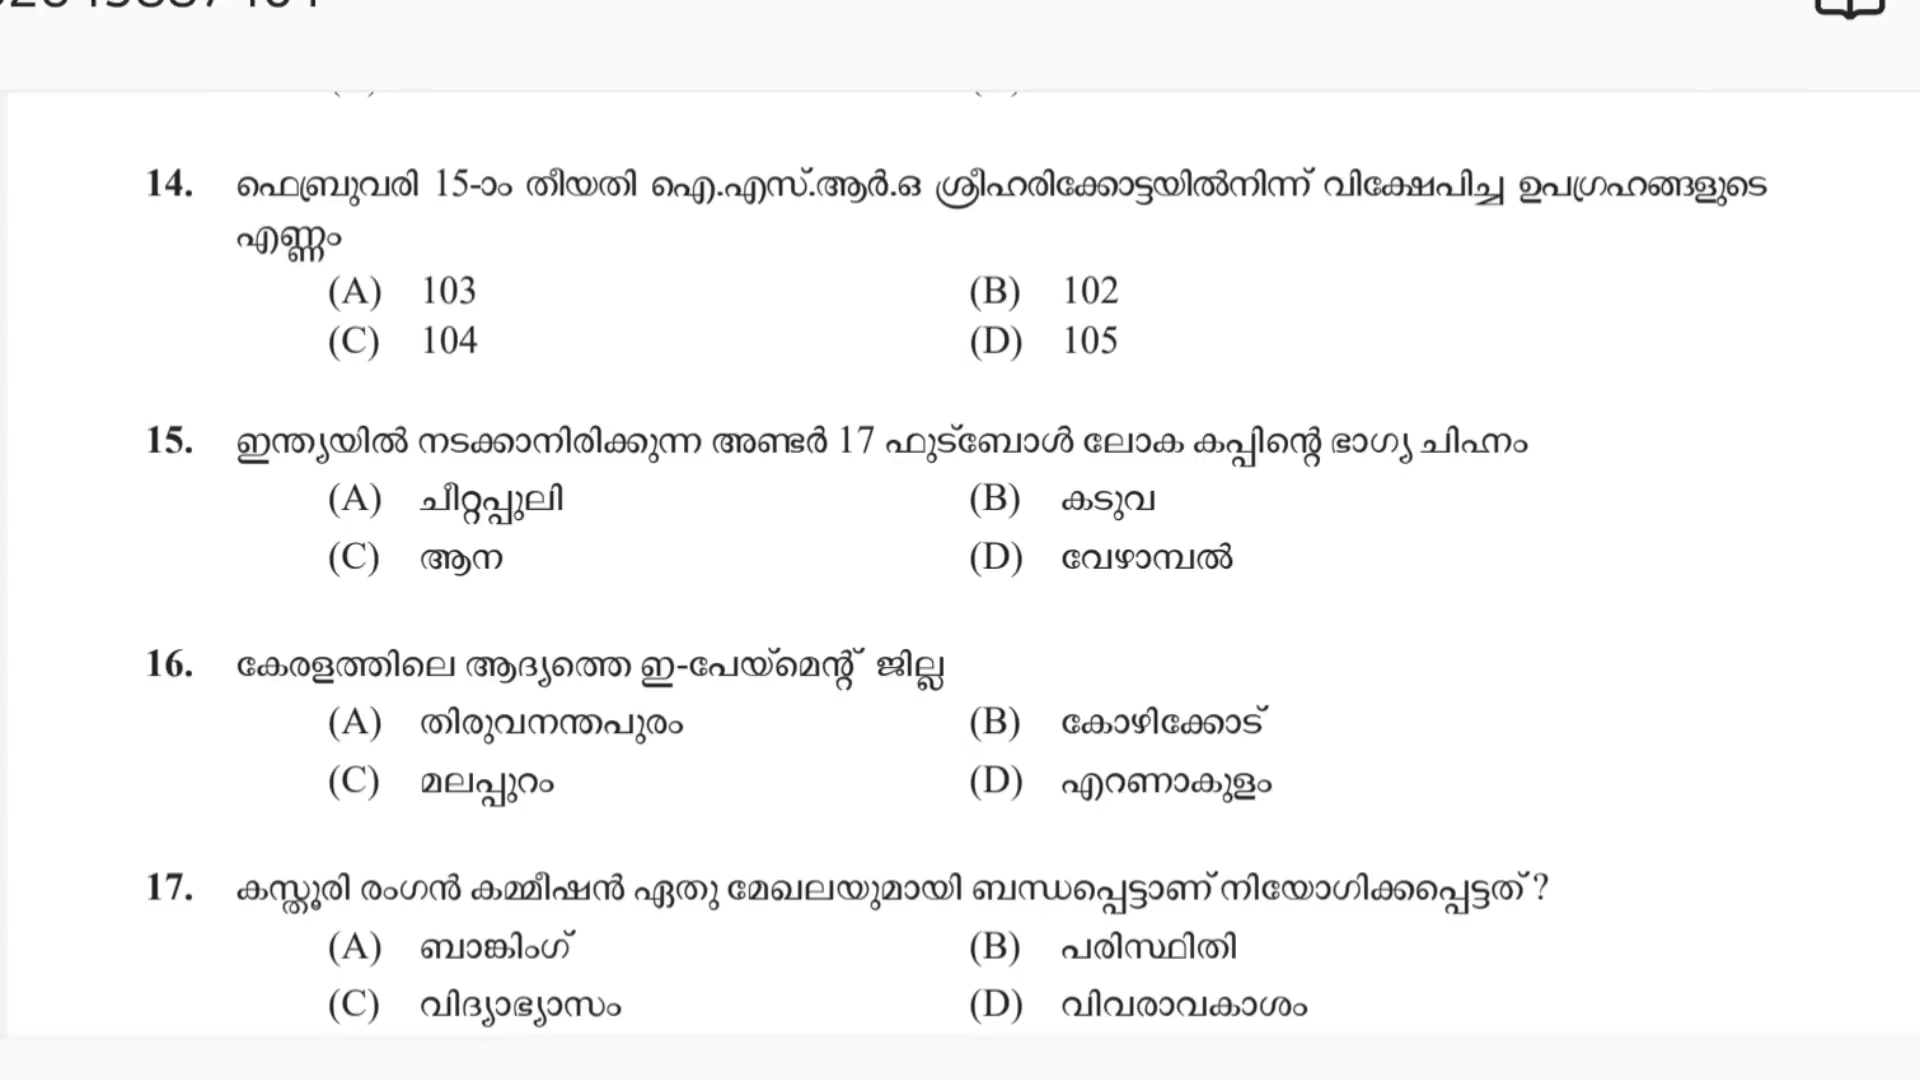 14. ഫെബ്രുവരി 15-ാം തീയതി ഐ.എസ്.ആർ.ഒ ശ്രീഹരിക്കോട്ടയിൽനിന്ന് വിക്ഷേപിച്ച ഉപഗ്രഹങ്ങളുടെ
എണ്ണം
(A) 103 (B) 102
(C) 104 (D) 105
15. ഇന്ത്യയിൽ നടക്കാനിരിക്കുന്ന അണ്ടർ 17 ഫുട്ബോൾ ലോക കപ്പിന്റെ ഭാഗ്യ ചിഹ്നം
(A) ചീറ്റപ്പുലി (B) കടുവ
(C) ആന (D) വേഴാമ്പൽ
16. കേരളത്തിലെ ആദ്യത്തെ ഇ-പേയ്മെന്റ് ജില്ല
(A) തിരുവനന്തപുരം (B) കോഴിക്കോട്
(C) മലപ്പുറം (D) എറണാകുളം
17. കസ്തൂരി രംഗൻ കമ്മീഷൻ ഏതു മേഖലയുമായി ബന്ധപ്പെട്ടാണ് നിയോഗിക്കപ്പെട്ടത് ?
(A) ബാങ്കിംഗ് (B) പരിസ്ഥിതി
(C) വിദ്യാഭ്യാസം (D) വിവരാവകാശം